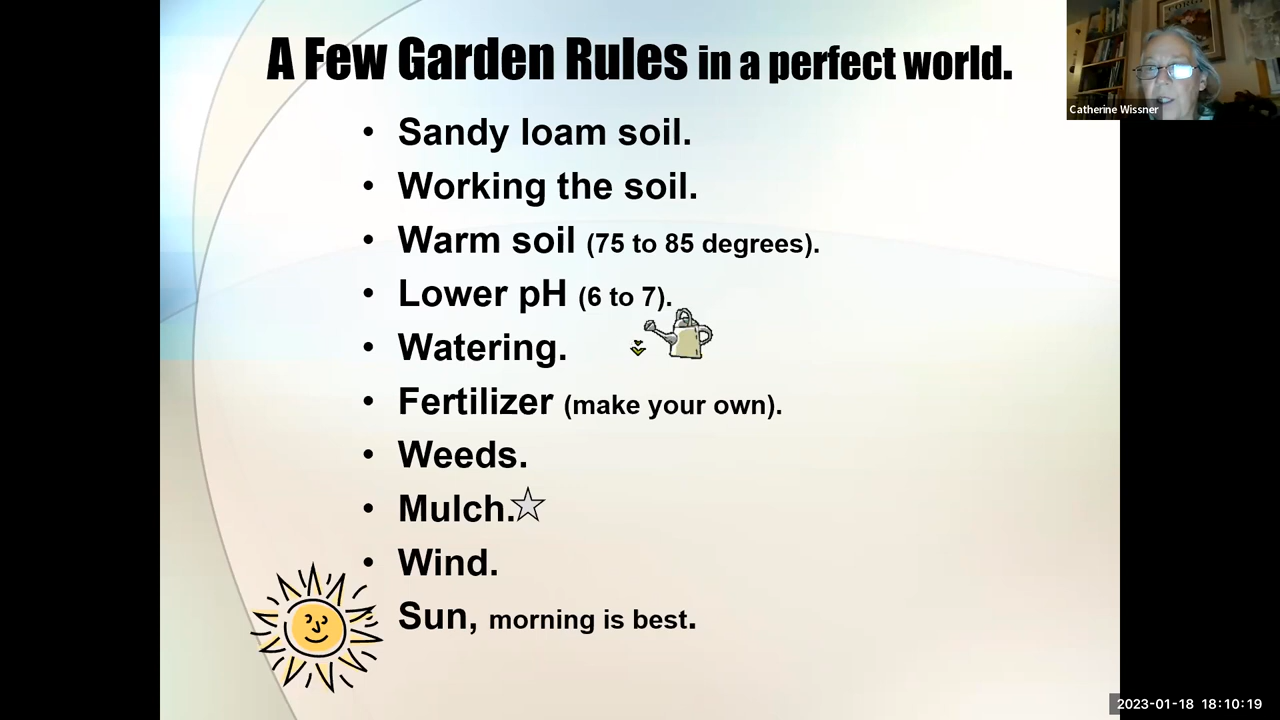 A Few Garden Rules in a perfect world.
Catherine Wissner
• Sandy loam soil.
• Working the soil.
• Warm soil (75 to 85 degrees).
• Lower pH (6 to 7).
• Watering.
• Fertilizer (make your own).
• Weeds.
• Mulch.
• Wind.
• Sun, morning is best.
2023-01-18 18:10:19